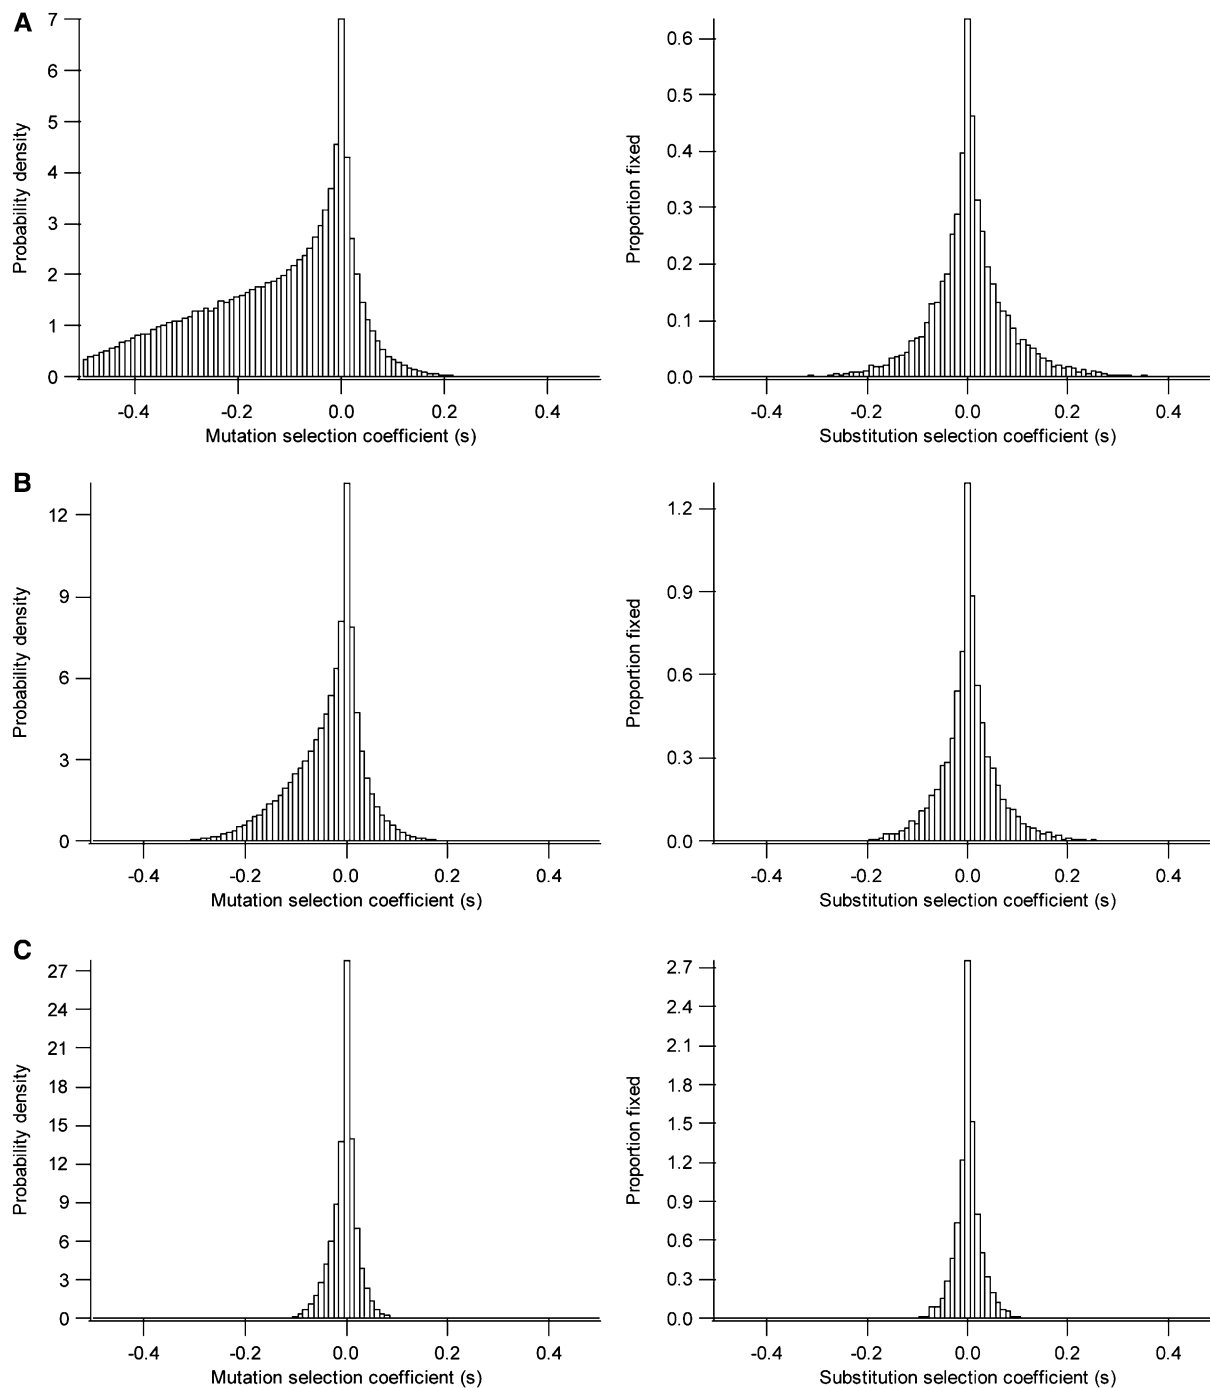 A
7
6
5
4
3
2
1
0
Probability density
-0.4 -0.2 0.0 0.2 0.4
Mutation selection coefficient (s)
0.6
0.5
0.4
0.3
0.2
0.1
0.0
Proportion fixed
-0.4 -0.2 0.0 0.2 0.4
Substitution selection coefficient (s)
B
12
9
6
3
0
Probability density
-0.4 -0.2 0.0 0.2 0.4
Mutation selection coefficient (s)
1.2
0.9
0.6
0.3
0.0
Proportion fixed
-0.4 -0.2 0.0 0.2 0.4
Substitution selection coefficient (s)
C
27
24
21
18
15
12
9
6
3
0
Probability density
-0.4 -0.2 0.0 0.2 0.4
Mutation selection coefficient (s)
2.7
2.4
2.1
1.8
1.5
1.2
0.9
0.6
0.3
0.0
Proportion fixed
-0.4 -0.2 0.0 0.2 0.4
Substitution selection coefficient (s)